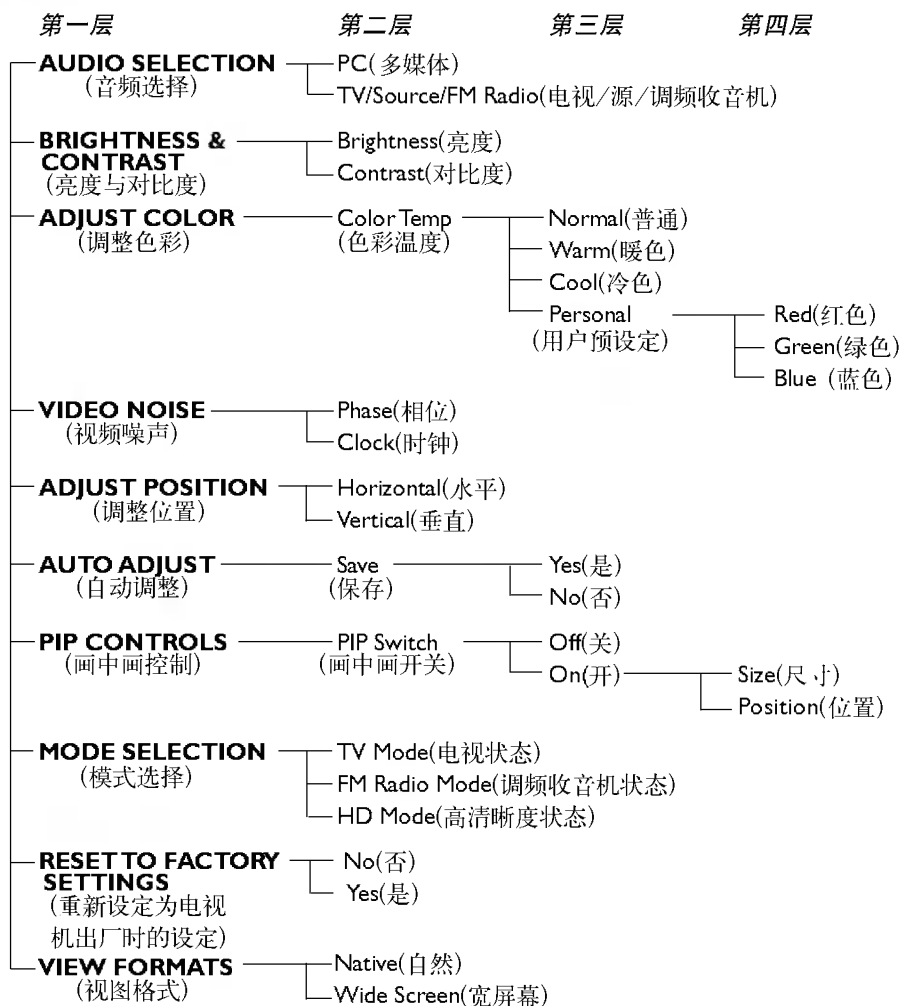 第一层 第二层 第三层 第四层
AUDIO SELECTION PC(多媒体)
(音频选择) TV/Source/FM Radio(电视/源/调频收音机)
BRIGHTNESS & Brightness(亮度)
CONTRAST Contrast(对比度)
(亮度与对比度)
ADJUST COLOR Color Temp Normal(普通)
(调整色彩) (色彩温度) Warm(暖色)
Cool(冷色)
Personal Red(红色)
(用户预设定) Green(绿色)
Blue (蓝色)
VIDEO NOISE Phase(相位)
(视频噪声) Clock(时钟)
ADJUST POSITION Horizontal(水平)
(调整位置) Vertical(垂直)
AUTO ADJUST Save Yes(是)
(自动调整) (保存) No(否)
PIP CONTROLS PIP Switch Off(关)
(画中画控制) (画中画开关) On(开) Size(尺寸)
Position(位置)
MODE SELECTION TV Mode(电视状态)
(模式选择) FM Radio Mode(调频收音机状态)
HD Mode(高清晰度状态)
RESET TO FACTORY No(否)
SETTINGS Yes(是)
(重新设定为电视
机出厂时的设定)
VIEW FORMATS Native(自然)
(视图格式) Wide Screen(宽屏幕)